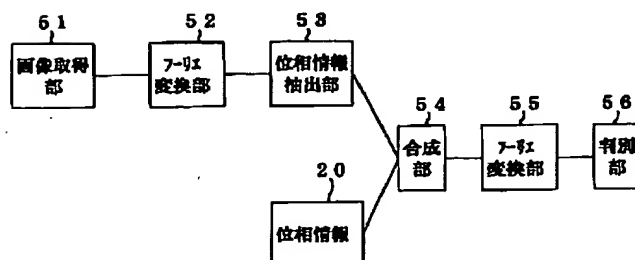 51
画像取得
部
52
フーリエ
変換部
53
位相情報
抽出部
54
合成
部
55
フーリエ
変換部
56
判別
部
20
位相情報